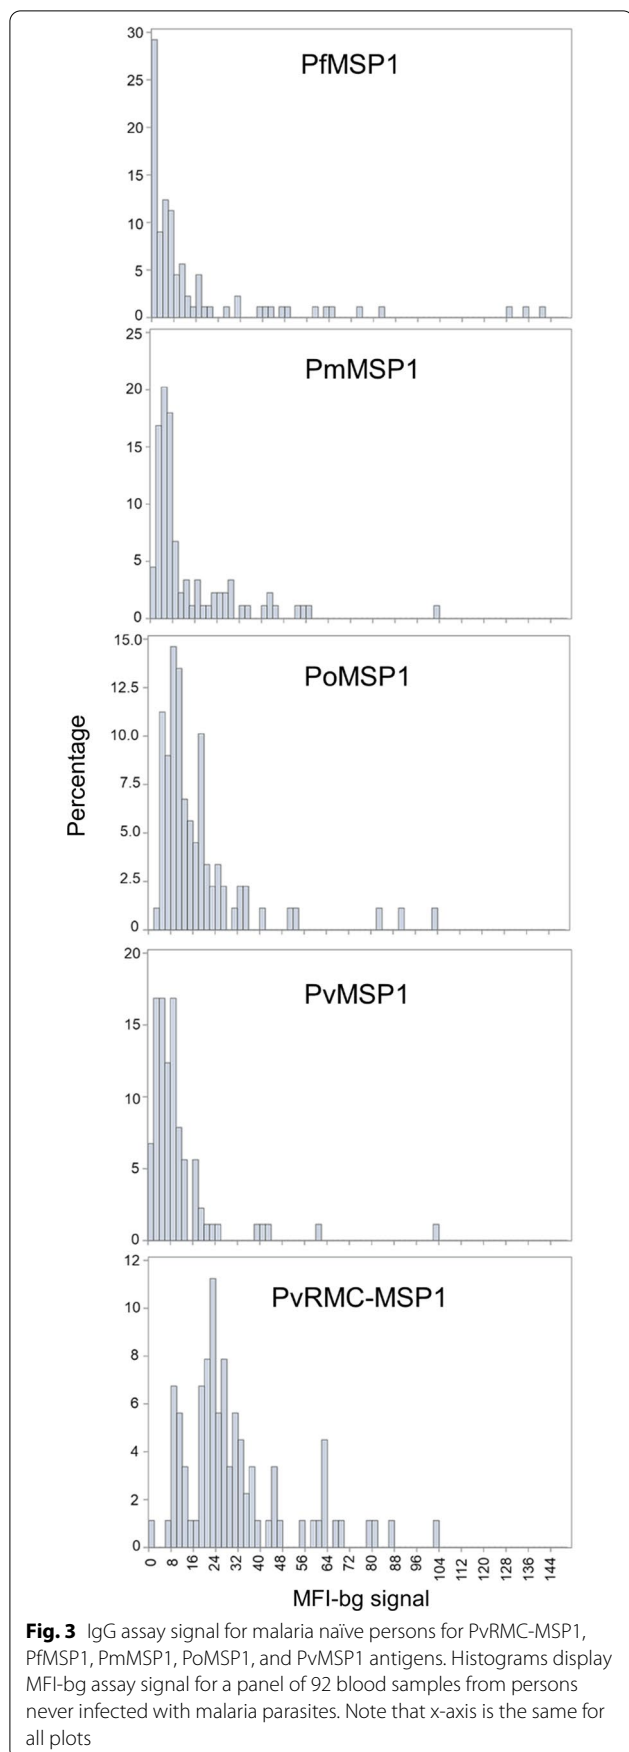 30
PfMSP1
25
20
15
10
5
0
25
PmMSP1
20
15
10
5
0
15.0
PoMSP1
12.5
10.0
7.5
5.0
2.5
0
Percentage
20
PvMSP1
15
10
5
0
12
PvRMC-MSP1
10
8
6
4
2
0
0 8 16 24 32 40 48 56 64 72 80 88 96 104 112 120 128 136 144
MFI-bg signal
Fig. 3 IgG assay signal for malaria naïve persons for PvRMC-MSP1,
PfMSP1, PmMSP1, PoMSP1, and PvMSP1 antigens. Histograms display
MFI-bg assay signal for a panel of 92 blood samples from persons
never infected with malaria parasites. Note that x-axis is the same for
all plots